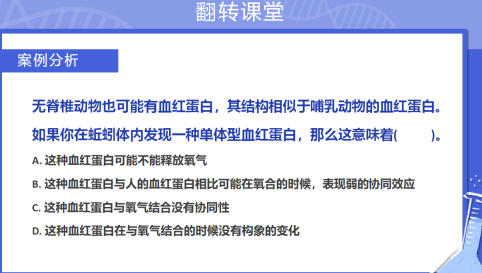 翻转课堂
案例分析
无脊椎动物也可能有血红蛋白，其结构相似于哺乳动物的血红蛋白。
如果你在蚯蚓体内发现一种单体型血红蛋白，那么这意味着(　　)。
A. 这种血红蛋白可能不能释放氧气
B. 这种血红蛋白与人的血红蛋白相比可能在氧合的时候，表现弱的协同效应
C. 这种血红蛋白与氧气结合没有协同性
D. 这种血红蛋白在与氧气结合的时候没有构象的变化